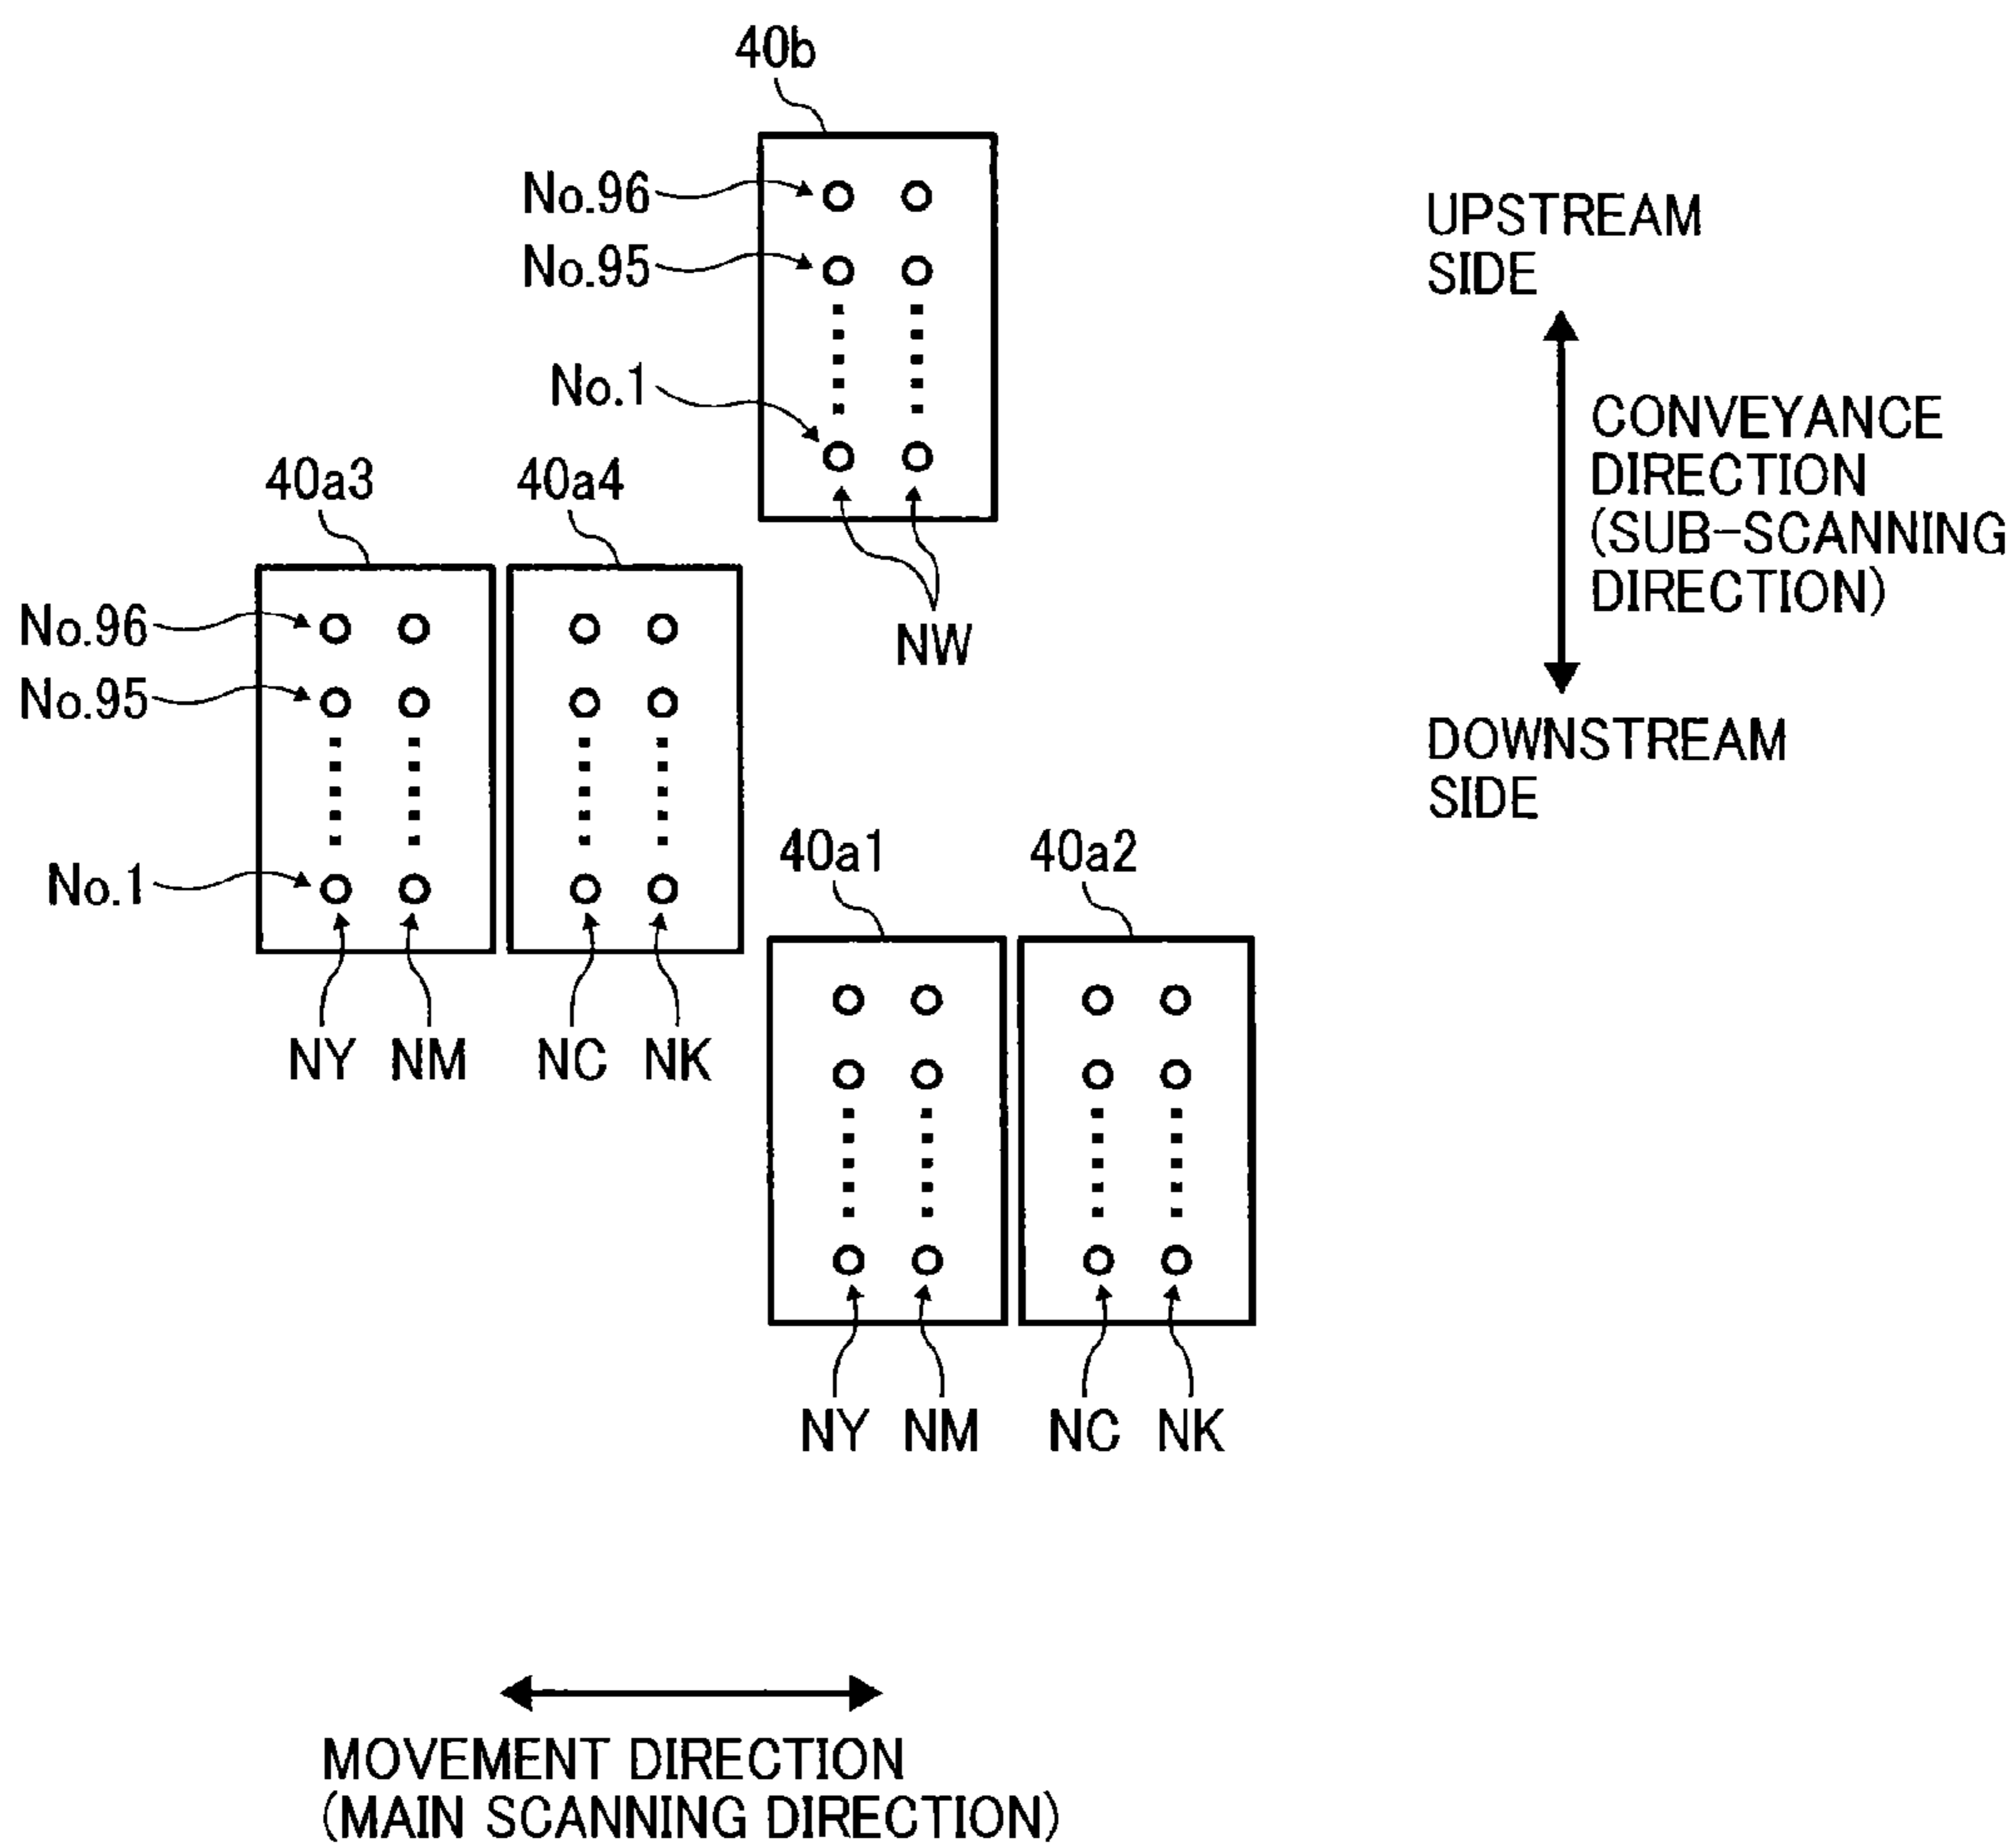 40b
No.96
No.95
No.1
NW
UPSTREAM
SIDE
CONVEYANCE
DIRECTION
(SUB-SCANNING
DIRECTION)
DOWNSTREAM
SIDE
40a3
40a4
No.96
No.95
No.1
NY NM NC NK
40a1
40a2
NY NM NC NK
MOVEMENT DIRECTION
(MAIN SCANNING DIRECTION)